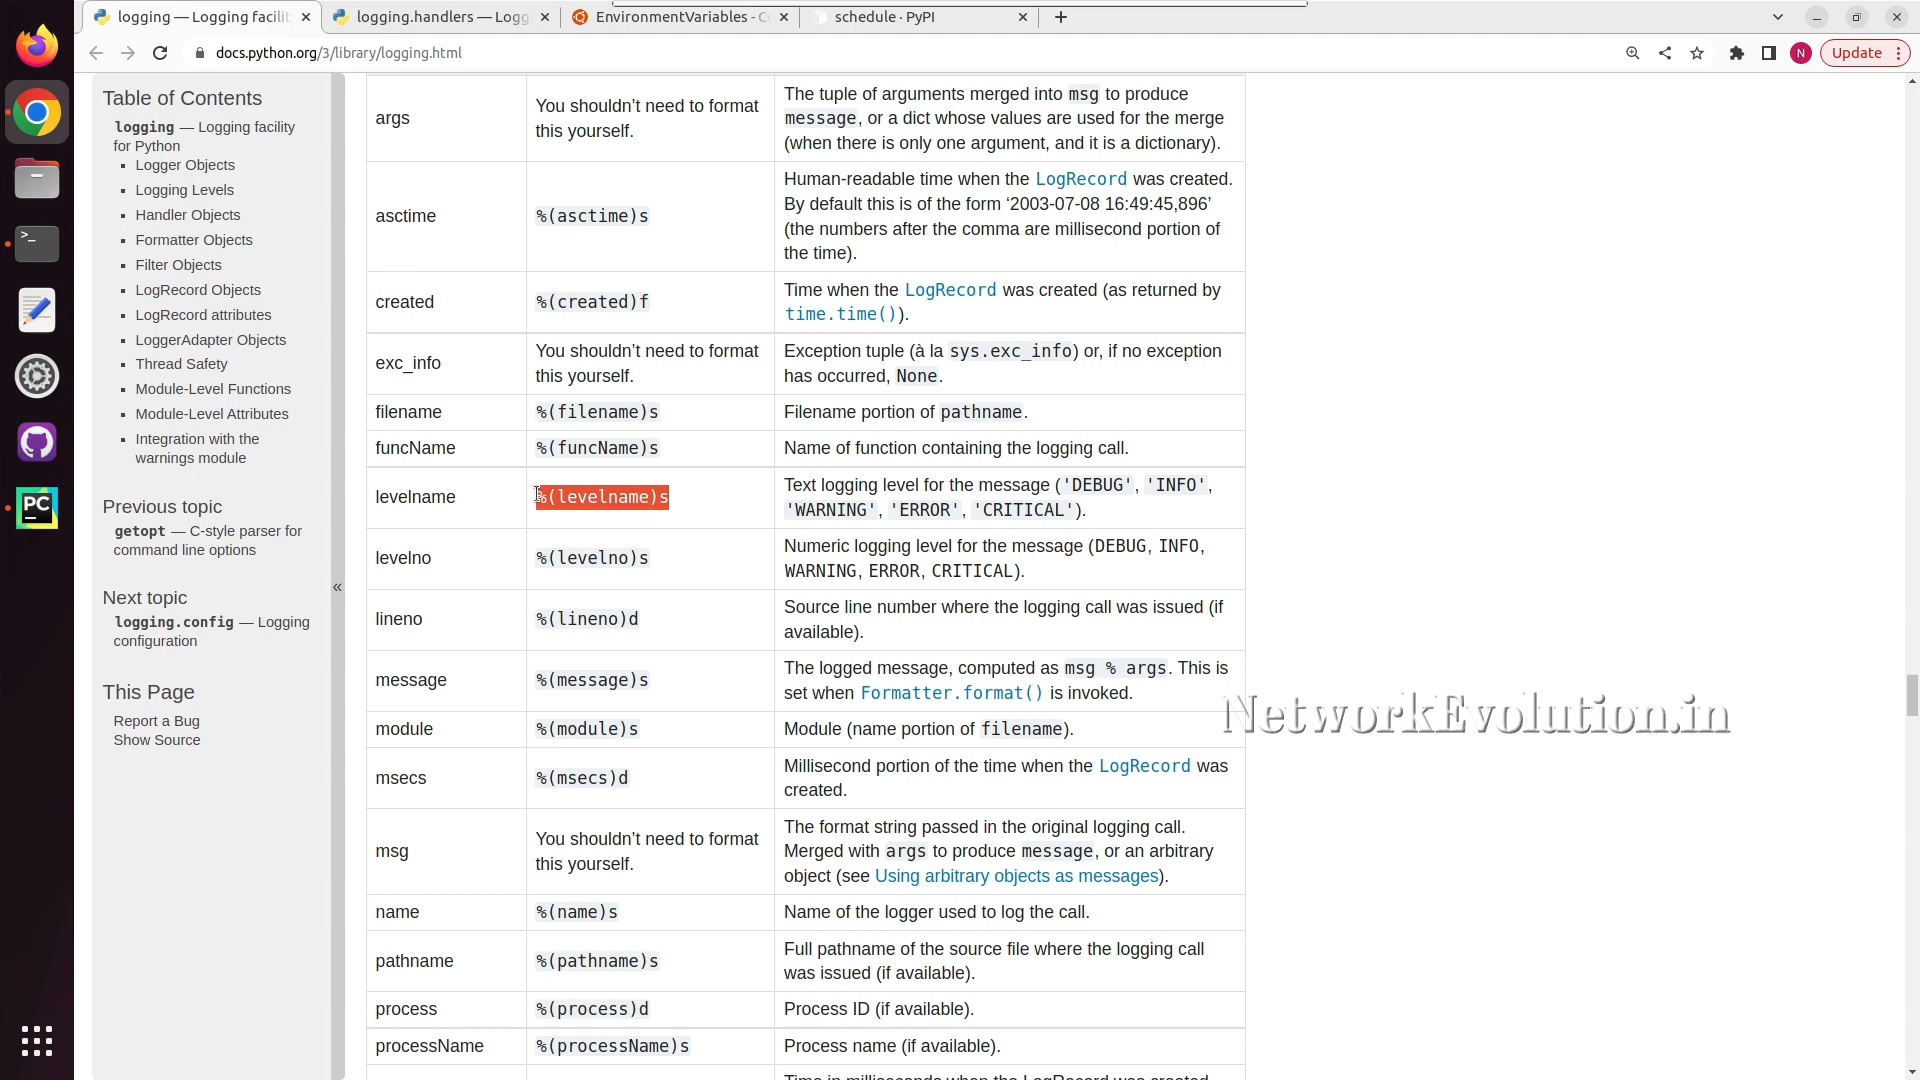 logging — Logging facilit
logging.handlers — Logg
EnvironmentVariables - C
schedule · PyPI
docs.python.org/3/library/logging.html
N
Update
Table of Contents
logging — Logging facility
for Python
Logger Objects
Logging Levels
Handler Objects
Formatter Objects
Filter Objects
LogRecord Objects
LogRecord attributes
LoggerAdapter Objects
Thread Safety
Module-Level Functions
Module-Level Attributes
Integration with the
warnings module
Previous topic
getopt — C-style parser for
command line options
Next topic
logging.config — Logging
configuration
This Page
Report a Bug
Show Source
«
args
You shouldn’t need to format
this yourself.
The tuple of arguments merged into msg to produce
message, or a dict whose values are used for the merge
(when there is only one argument, and it is a dictionary).
asctime
%(asctime)s
Human-readable time when the LogRecord was created.
By default this is of the form ‘2003-07-08 16:49:45,896’
(the numbers after the comma are millisecond portion of
the time).
created
%(created)f
Time when the LogRecord was created (as returned by
time.time()).
exc_info
You shouldn’t need to format
this yourself.
Exception tuple (à la sys.exc_info) or, if no exception
has occurred, None.
filename
%(filename)s
Filename portion of pathname.
funcName
%(funcName)s
Name of function containing the logging call.
levelname
%(levelname)s
Text logging level for the message ('DEBUG', 'INFO',
'WARNING', 'ERROR', 'CRITICAL').
levelno
%(levelno)s
Numeric logging level for the message (DEBUG, INFO,
WARNING, ERROR, CRITICAL).
lineno
%(lineno)d
Source line number where the logging call was issued (if
available).
message
%(message)s
The logged message, computed as msg % args. This is
set when Formatter.format() is invoked.
module
%(module)s
Module (name portion of filename).
msecs
%(msecs)d
Millisecond portion of the time when the LogRecord was
created.
msg
You shouldn’t need to format
this yourself.
The format string passed in the original logging call.
Merged with args to produce message, or an arbitrary
object (see Using arbitrary objects as messages).
name
%(name)s
Name of the logger used to log the call.
pathname
%(pathname)s
Full pathname of the source file where the logging call
was issued (if available).
process
%(process)d
Process ID (if available).
processName
%(processName)s
Process name (if available).
Time in milliseconds when the LogRecord was created,
NetworkEvolution.in
PC